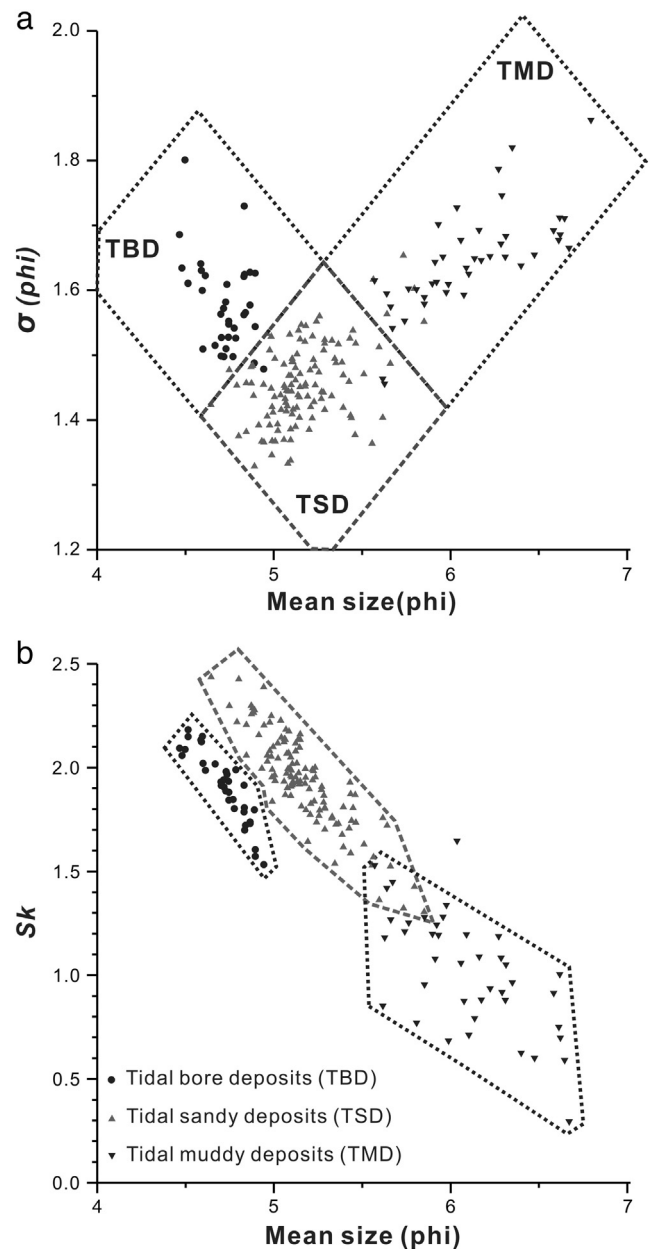 a
2.0
1.8
1.6
1.4
1.2
σ (phi)
TBD
TMD
TSD
4
5
6
7
Mean size(phi)
b
2.5
2.0
1.5
1.0
0.5
0.0
Sk
Tidal bore deposits (TBD)
Tidal sandy deposits (TSD)
Tidal muddy deposits (TMD)
4
5
6
7
Mean size (phi)